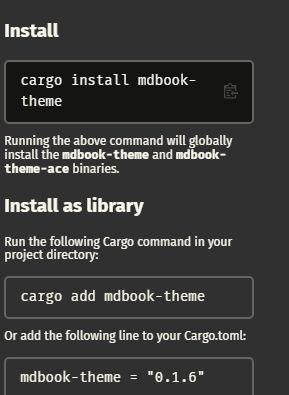 Install
cargo install mdbook-
theme
Running the above command will globally
install the mdbook-theme and mdbook-
theme-ace binaries.
Install as library
Run the following Cargo command in your
project directory:
cargo add mdbook-theme
Or add the following line to your Cargo.toml:
mdbook-theme = "0.1.6"